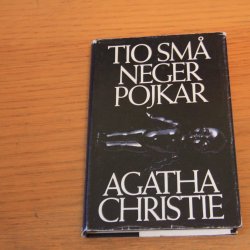 TIO SMÅ
NEGER
POJKAR
AGATHA
CHRISTIE